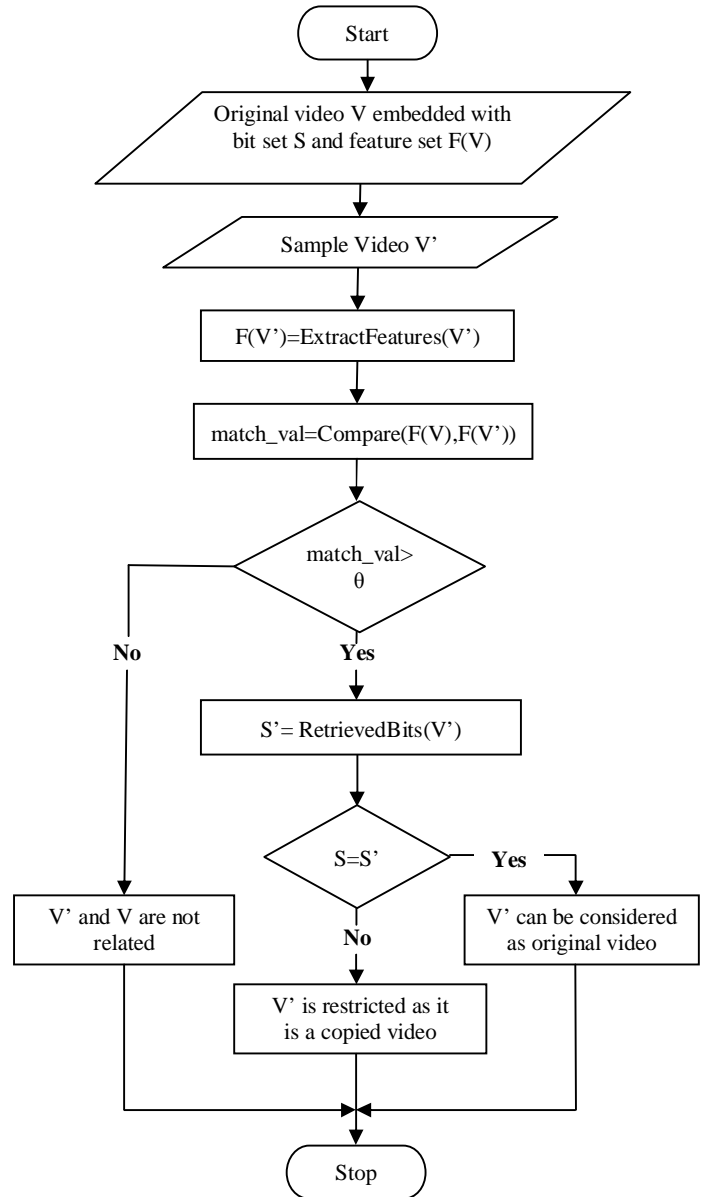 Start
Original video V embedded with
bit set S and feature set F(V)
Sample Video V’
F(V’)=ExtractFeatures(V’)
match_val=Compare(F(V),F(V’))
match_val>
θ
No
Yes
S’= RetrievedBits(V’)
S=S’
Yes
No
V’ and V are not
related
V’ can be considered
as original video
V’ is restricted as it
is a copied video
Stop